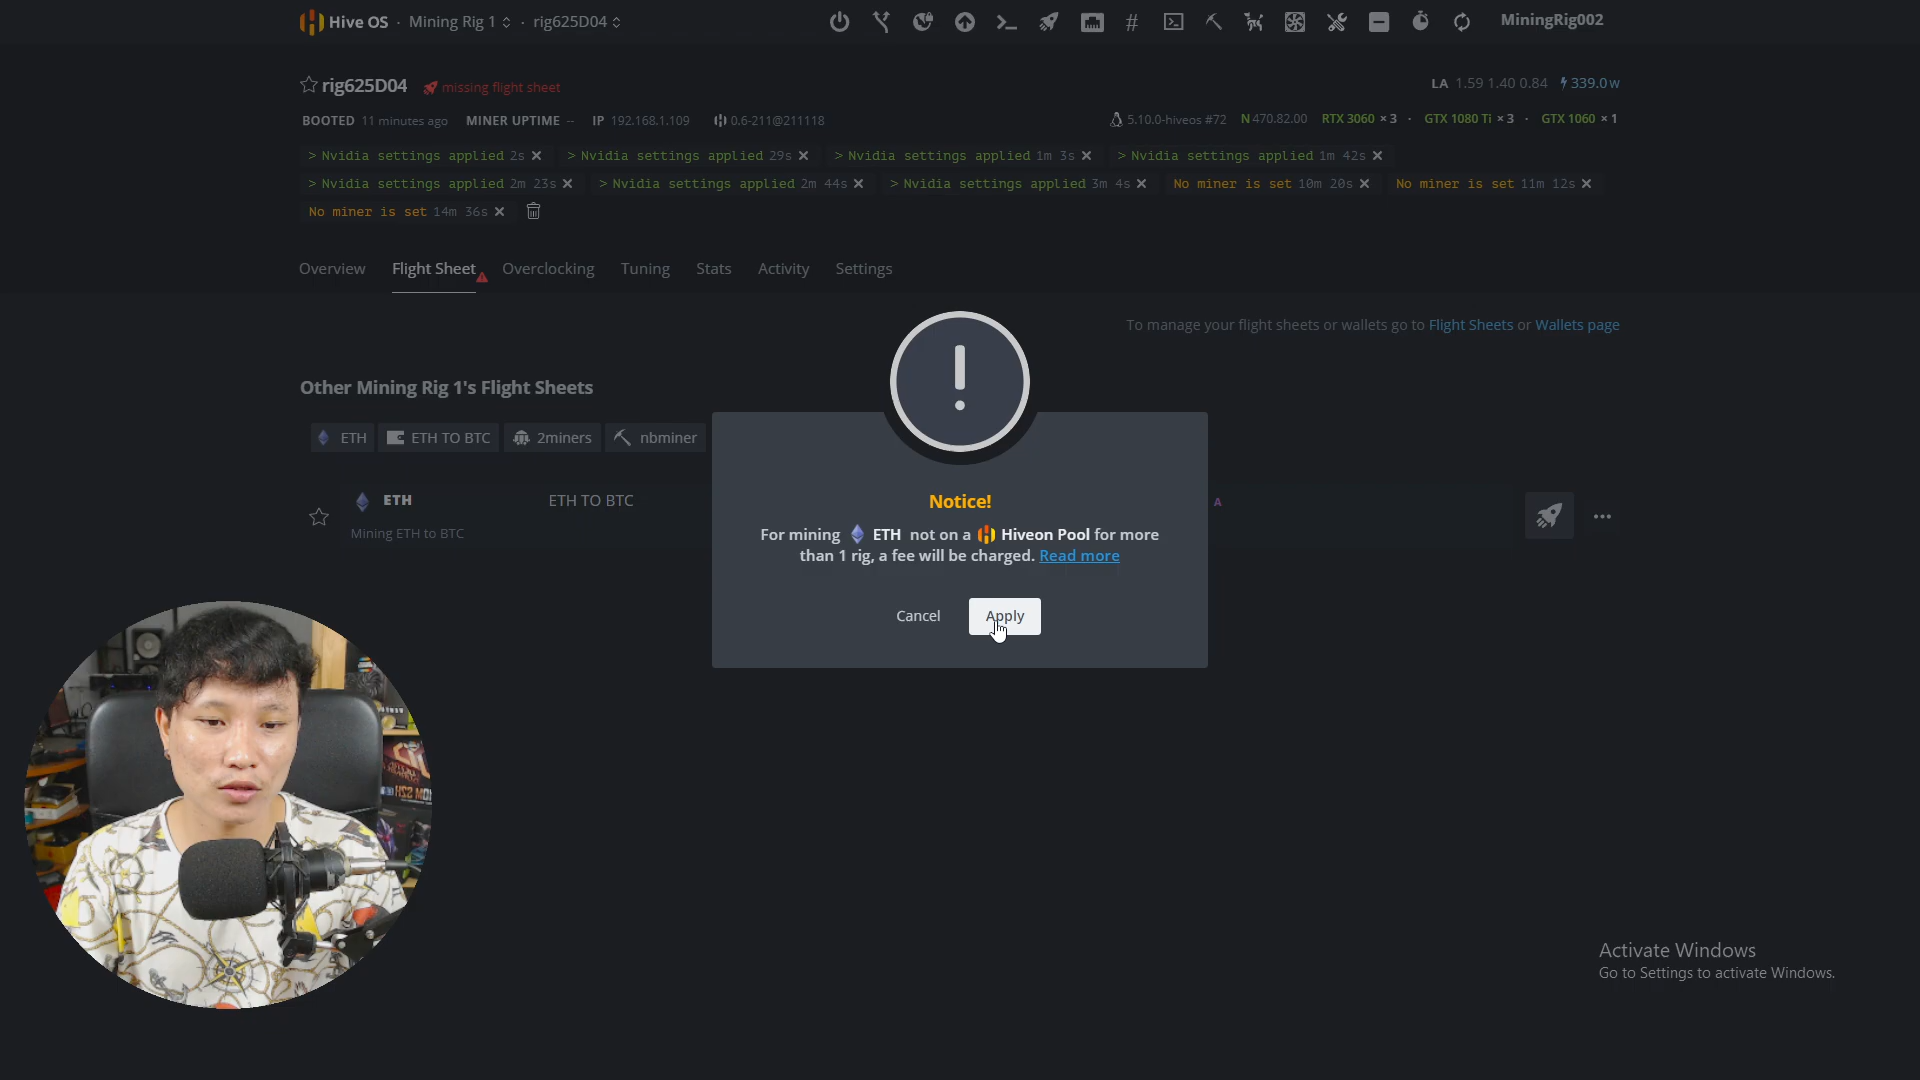 Hive OS · Mining Rig 1 · rig625D04 # MiningRig002
rig625D04 missing flight sheet LA 1.59 1.40 0.84 339.0 w
BOOTED 11 minutes ago MINER UPTIME -- IP 192.168.1.109 0.6-211@211118 5.10.0-hiveos #72 N 470.82.00 RTX 3060 × 3 · GTX 1080 Ti × 3 · GTX 1060 × 1
> Nvidia settings applied 2s × > Nvidia settings applied 29s × > Nvidia settings applied 1m 3s × > Nvidia settings applied 1m 42s ×
> Nvidia settings applied 2m 23s × > Nvidia settings applied 2m 44s × > Nvidia settings applied 3m 4s × No miner is set 10m 20s × No miner is set 11m 12s ×
No miner is set 14m 36s ×
Overview Flight Sheet Overclocking Tuning Stats Activity Settings
To manage your flight sheets or wallets go to Flight Sheets or Wallets page
Other Mining Rig 1's Flight Sheets
ETH ETH TO BTC 2miners nbminer
ETH ETH TO BTC A
Mining ETH to BTC
Notice!
For mining ETH not on a Hiveon Pool for more
than 1 rig, a fee will be charged. Read more
Cancel Apply
Activate Windows
Go to Settings to activate Windows.